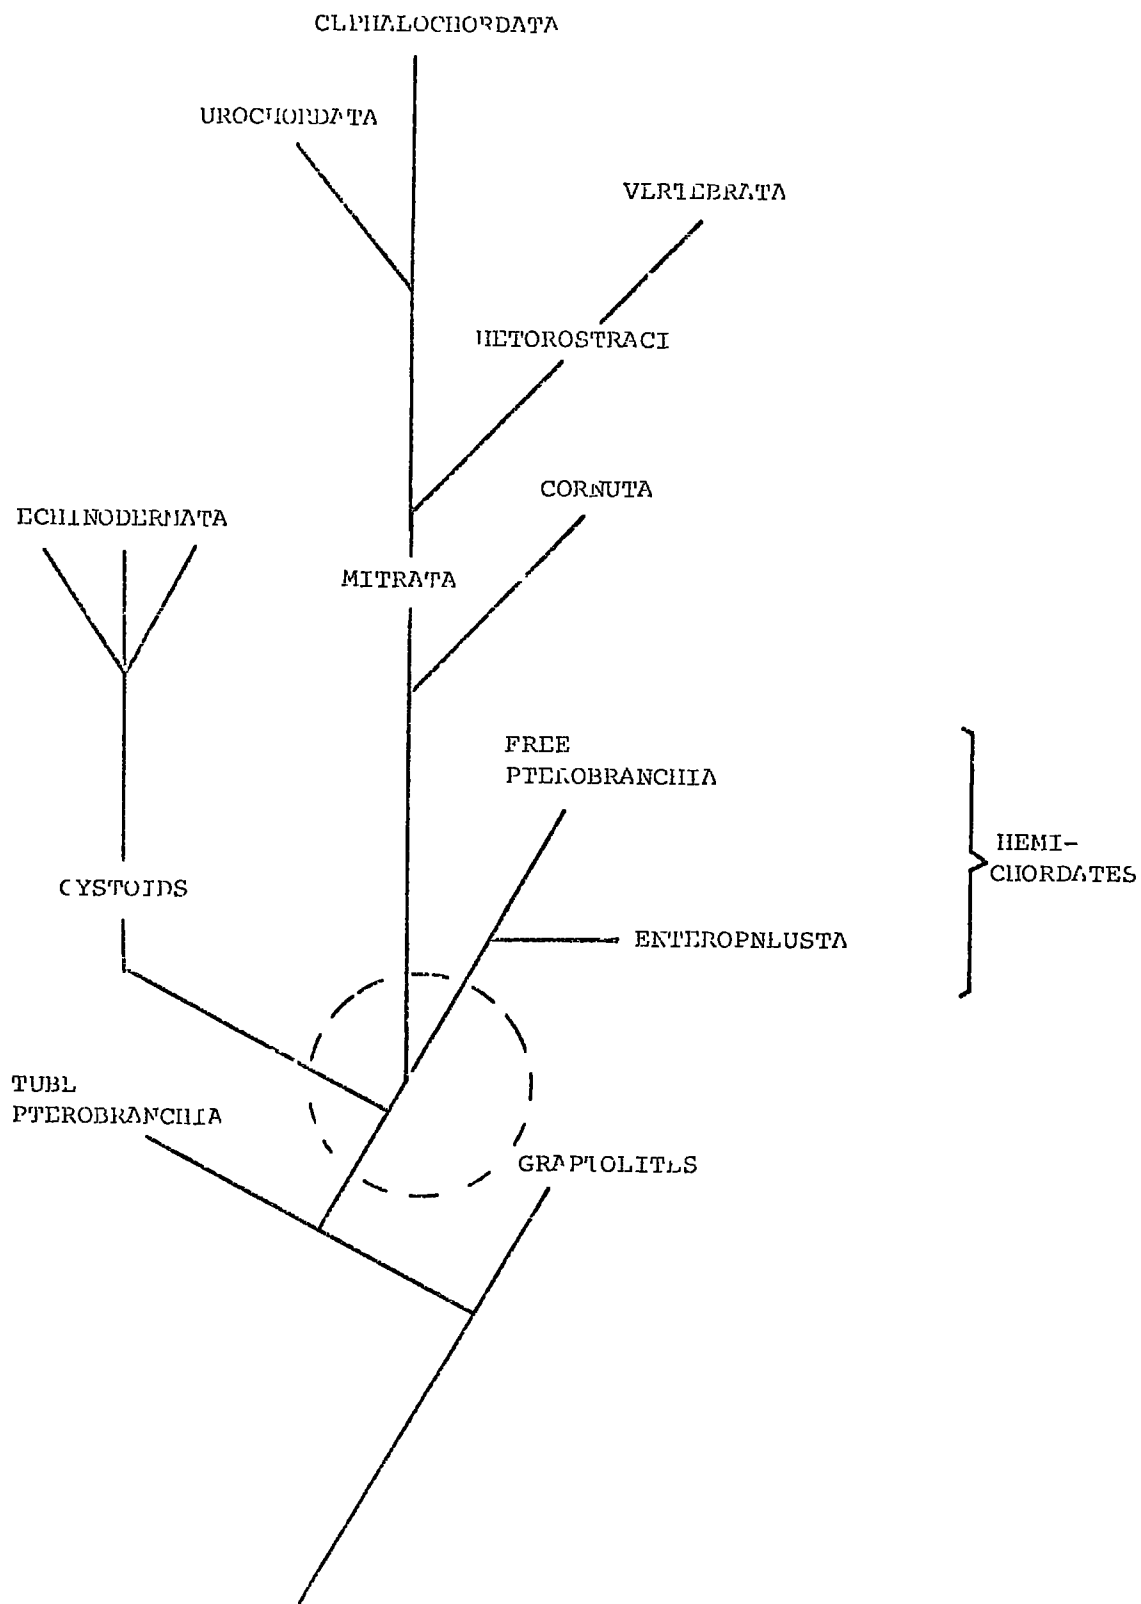 CEPHALOCHORDATA
UROCHORDATA
VERTEBRATA
HETOROSTRACI
CORNUTA
ECHINODERMATA
MITRATA
FREE
PTEROBRANCHIA
HEMI-
CHORDATES
CYSTOIDS
ENTEROPNEUSTA
TUBE
PTEROBRANCHIA
GRAPTOLITES